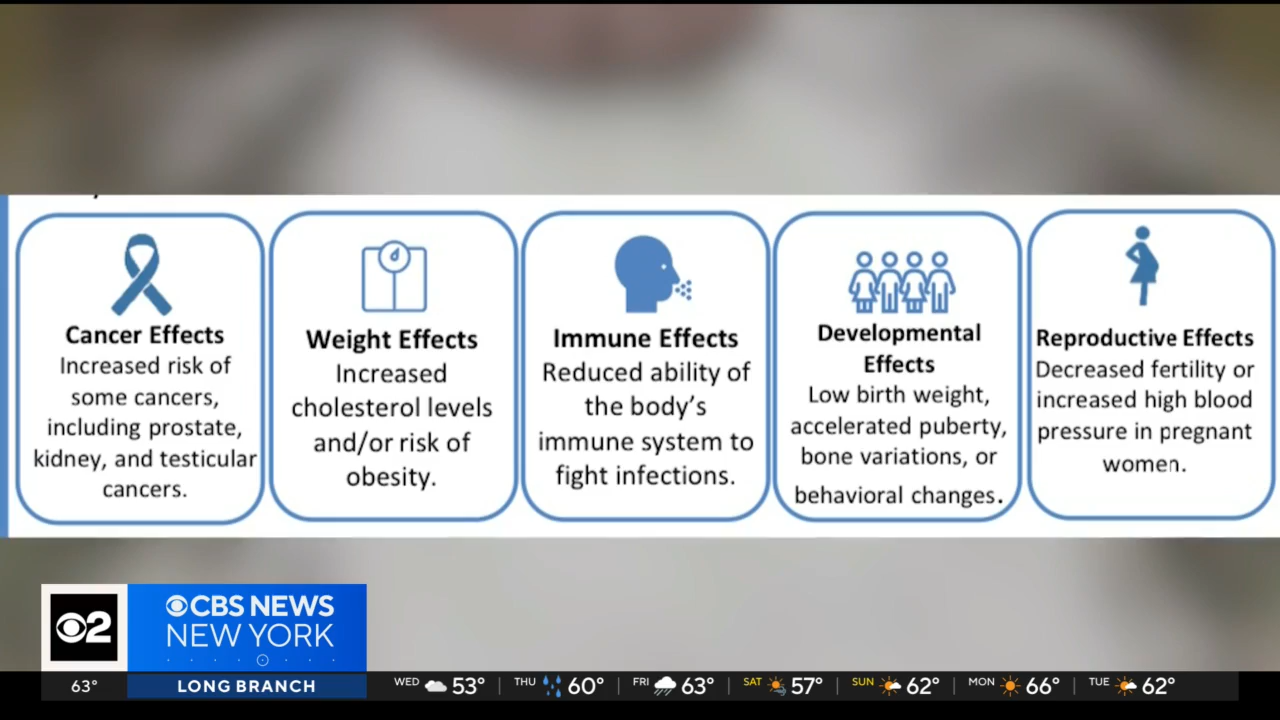 Cancer Effects
Increased risk of
some cancers,
including prostate,
kidney, and testicular
cancers.
Weight Effects
Increased
cholesterol levels
and/or risk of
obesity.
Immune Effects
Reduced ability of
the body's
immune system to
fight infections.
Developmental
Effects
Low birth weight,
accelerated puberty,
bone variations, or
behavioral changes.
Reproductive Effects
Decreased fertility or
increased high blood
pressure in pregnant
women.
2
CBS NEWS
NEW YORK
63° LONG BRANCH WED 53° THU 60° FRI 63° SAT 57° SUN 62° MON 66° TUE 62°